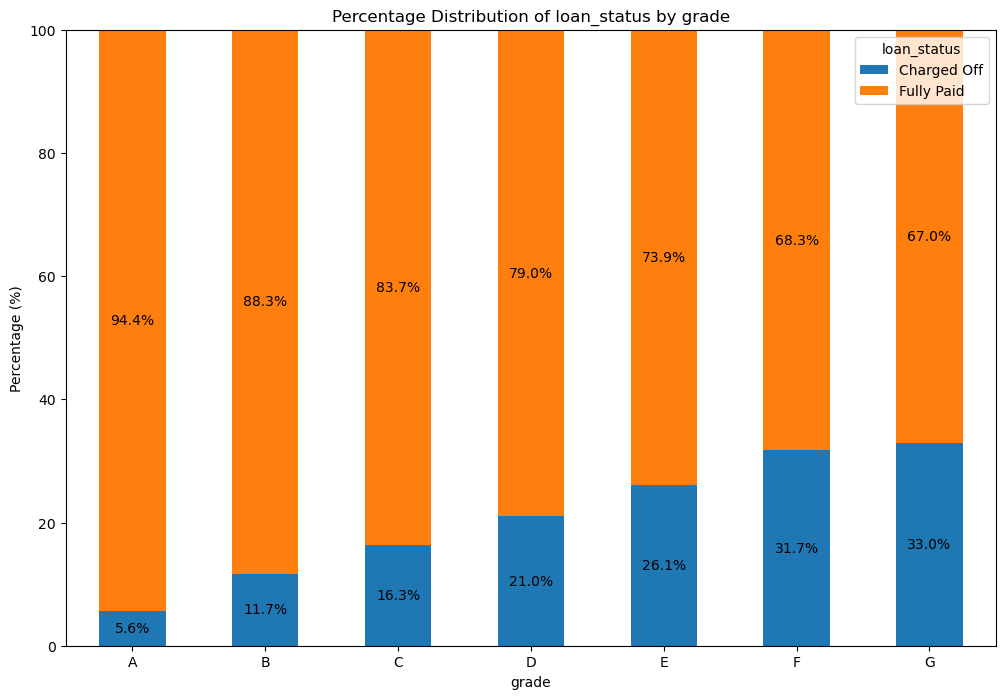 Percentage Distribution of loan_status by grade
loan_status
Charged Off
Fully Paid
Percentage (%)
100
80
60
40
20
0
94.4%
88.3%
83.7%
79.0%
73.9%
68.3%
67.0%
5.6%
11.7%
16.3%
21.0%
26.1%
31.7%
33.0%
A
B
C
D
E
F
G
grade